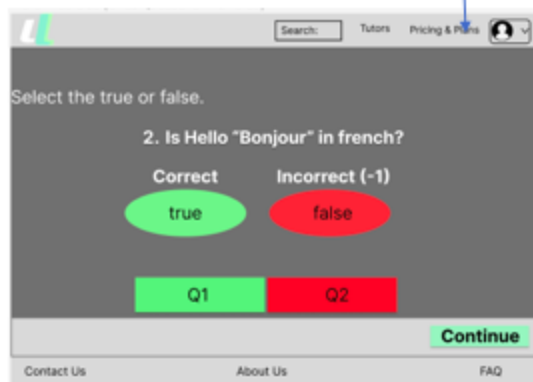 Search: Tutors Pricing & Plans
Select the true or false.
2. Is Hello “Bonjour” in french?
Correct Incorrect (-1)
true false
Q1 Q2
Continue
Contact Us About Us FAQ